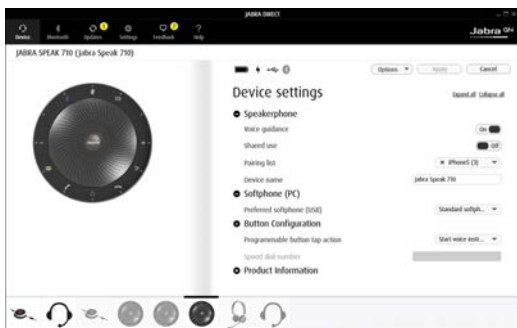 JABRA DIRECT
Device Bluetooth Updates Settings Feedback Help
Jabra GN
JABRA SPEAK 710 (Jabra Speak 710)
Options Apply Cancel
Device settings
Expand all Collapse all
Speakerphone
Voice guidance On
Shared use Off
Pairing list iPhone5 (3)
Device name Jabra Speak 710
Softphone (PC)
Preferred softphone (USB) Standard softph...
Button Configuration
Programmable button tap action Start voice insti...
Speed dial number
Product Information